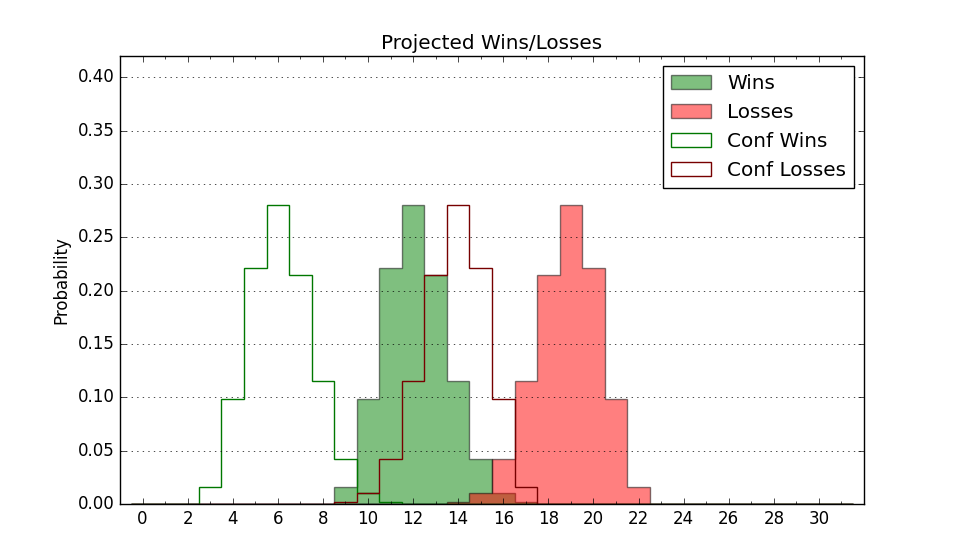 Projected Wins/Losses
0.40
0.35
0.30
0.25
0.20
0.15
0.10
0.05
0.00
Probability
Wins
Losses
Conf Wins
Conf Losses
0 2 4 6 8 10 12 14 16 18 20 22 24 26 28 30